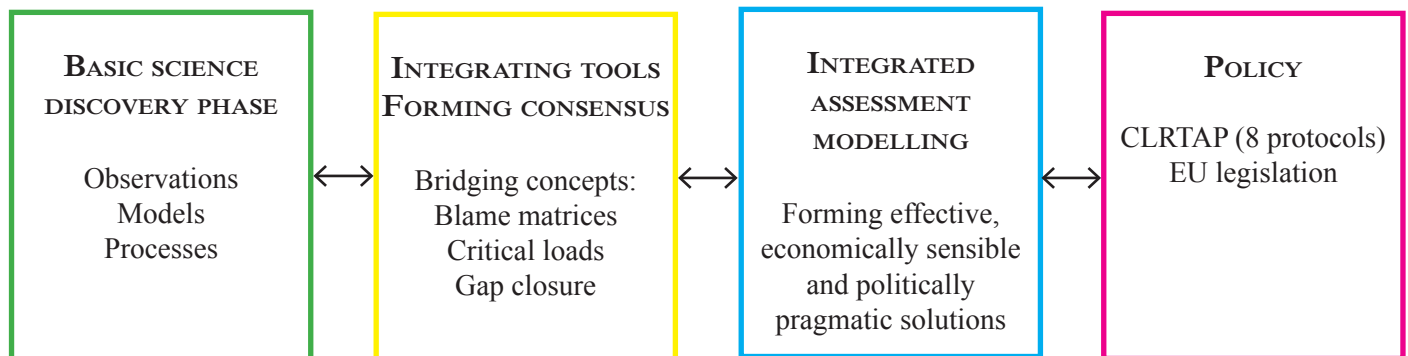 BASIC SCIENCE
DISCOVERY PHASE
Observations
Models
Processes
INTEGRATING TOOLS
FORMING CONSENSUS
Bridging concepts:
Blame matrices
Critical loads
Gap closure
INTEGRATED
ASSESSMENT
MODELLING
Forming effective,
economically sensible
and politically
pragmatic solutions
POLICY
CLRTAP (8 protocols)
EU legislation